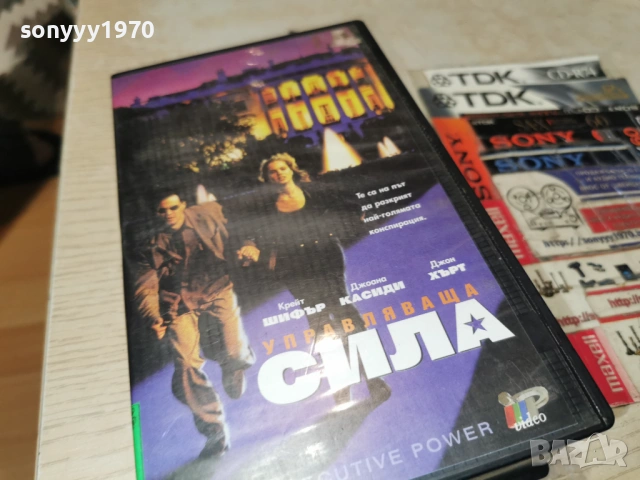 sonyyy1970
Те са на път
да разкрият
най-голямата
конспирация.
Крейг
ШИФЪР
Джоана
КАСИДИ
Джон
ХЪРТ
УПРАВЛЯВАЩА
СИЛА
video
EXECUTIVE POWER
TDK
TDK
SONY
SONY
SONY
maxell
maxell
BAZAR